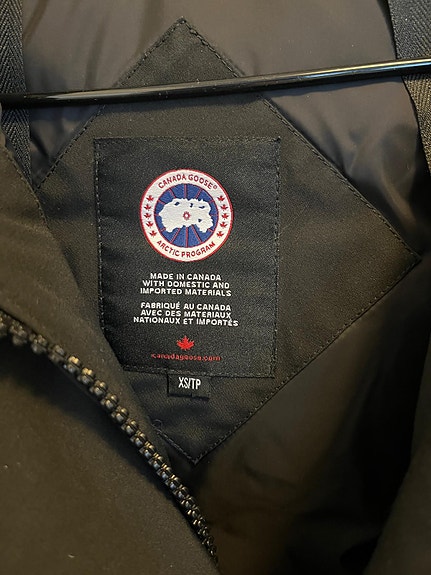 CANADA GOOSE®
ARCTIC PROGRAM
MADE IN CANADA
WITH DOMESTIC AND
IMPORTED MATERIALS
FABRIQUÉ AU CANADA
AVEC DES MATERIAUX
NATIONAUX ET IMPORTÉS
canadagoose.com
XS/TP